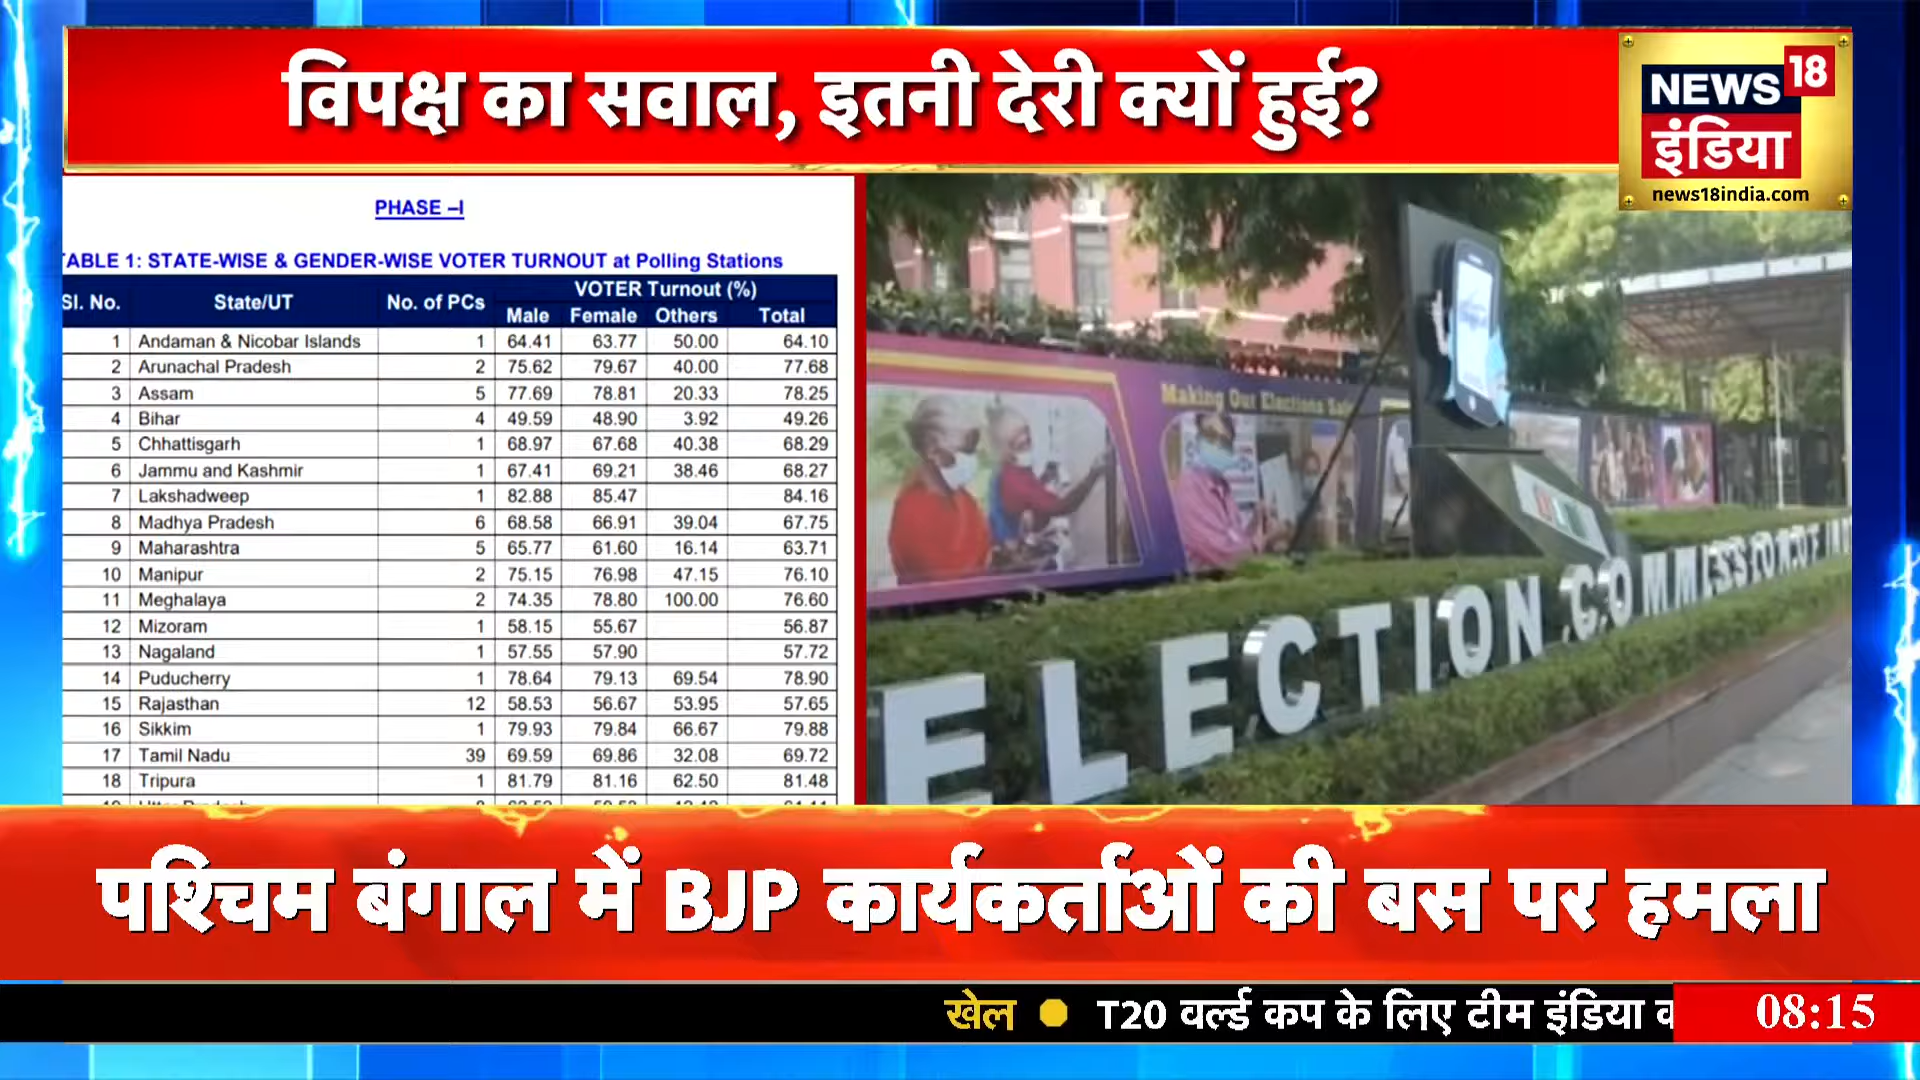 विपक्ष का सवाल, इतनी देरी क्यों हुई?
NEWS 18
इंडिया
news18india.com
PHASE –I
TABLE 1: STATE-WISE & GENDER-WISE VOTER TURNOUT at Polling Stations
Sl. No. State/UT No. of PCs VOTER Turnout (%)
Male Female Others Total
1 Andaman & Nicobar Islands 1 64.41 63.77 50.00 64.10
2 Arunachal Pradesh 2 75.62 79.67 40.00 77.68
3 Assam 5 77.69 78.81 20.33 78.25
4 Bihar 4 49.59 48.90 3.92 49.26
5 Chhattisgarh 1 68.97 67.68 40.38 68.29
6 Jammu and Kashmir 1 67.41 69.21 38.46 68.27
7 Lakshadweep 1 82.88 85.47 84.16
8 Madhya Pradesh 6 68.58 66.91 39.04 67.75
9 Maharashtra 5 65.77 61.60 16.14 63.71
10 Manipur 2 75.15 76.98 47.15 76.10
11 Meghalaya 2 74.35 78.80 100.00 76.60
12 Mizoram 1 58.15 55.67 56.87
13 Nagaland 1 57.55 57.90 57.72
14 Puducherry 1 78.64 79.13 69.54 78.90
15 Rajasthan 12 58.53 56.67 53.95 57.65
16 Sikkim 1 79.93 79.84 66.67 79.88
17 Tamil Nadu 39 69.59 69.86 32.08 69.72
18 Tripura 1 81.79 81.16 62.50 81.48
Making Our Elections
ELECTION COMMISSION OF
पश्चिम बंगाल में BJP कार्यकर्ताओं की बस पर हमला
खेल T20 वर्ल्ड कप के लिए टीम इंडिया
08:15